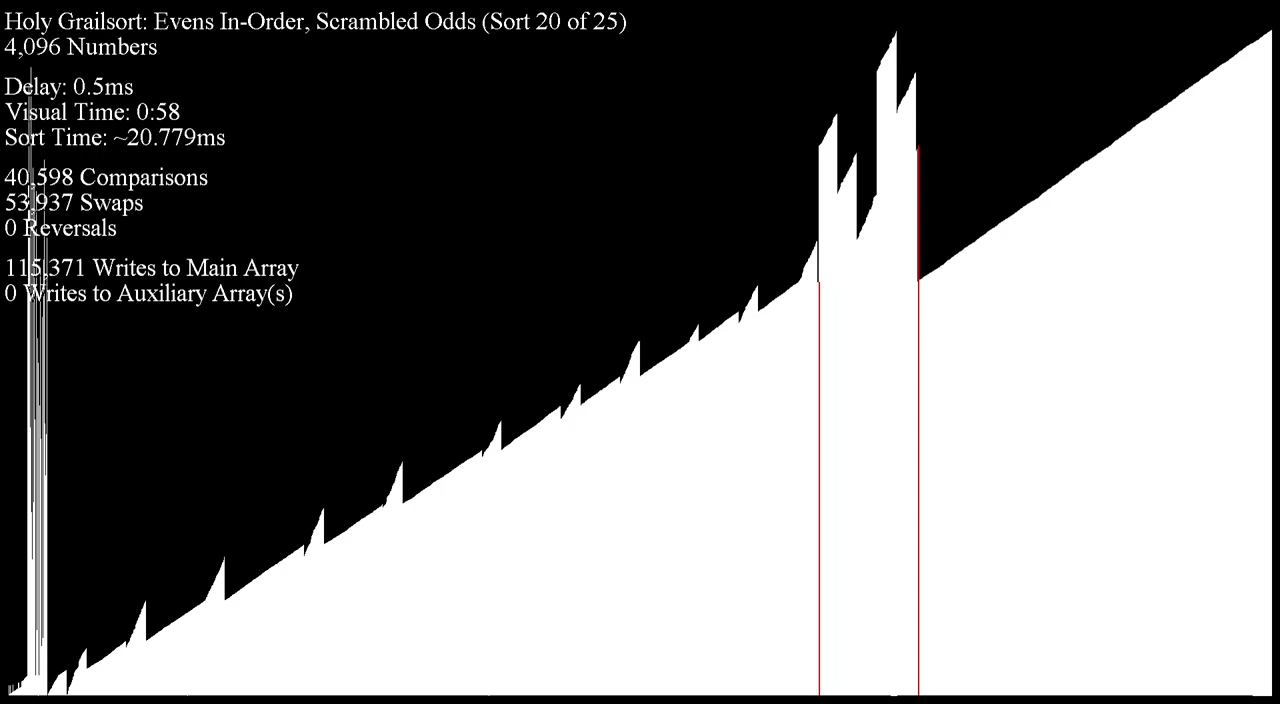 Holy Grailsort: Evens In-Order, Scrambled Odds (Sort 20 of 25)
4,096 Numbers
Delay: 0.5ms
Visual Time: 0:58
Sort Time: ~20.779ms
40,598 Comparisons
53,937 Swaps
0 Reversals
115,371 Writes to Main Array
0 Writes to Auxiliary Array(s)